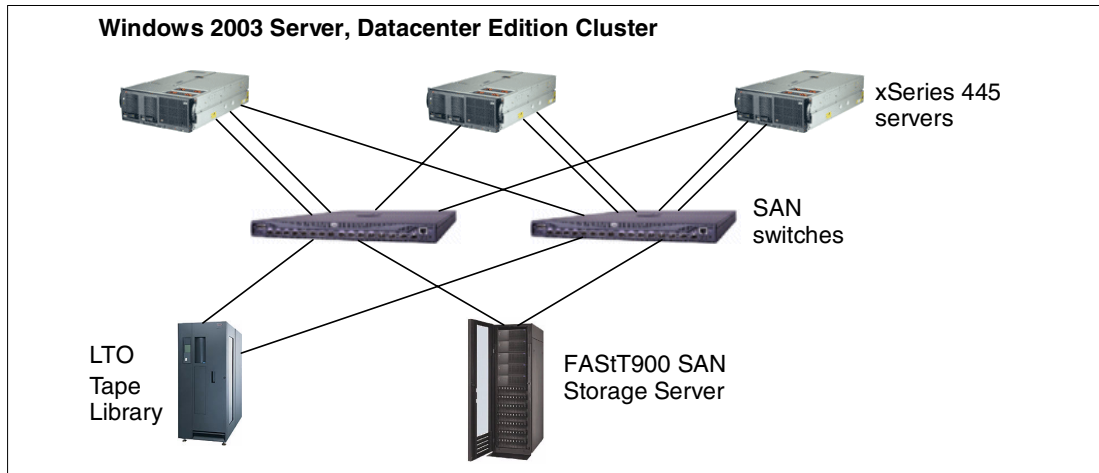 Windows 2003 Server, Datacenter Edition Cluster
xSeries 445
servers
SAN
switches
LTO
Tape
Library
FAStT900 SAN
Storage Server